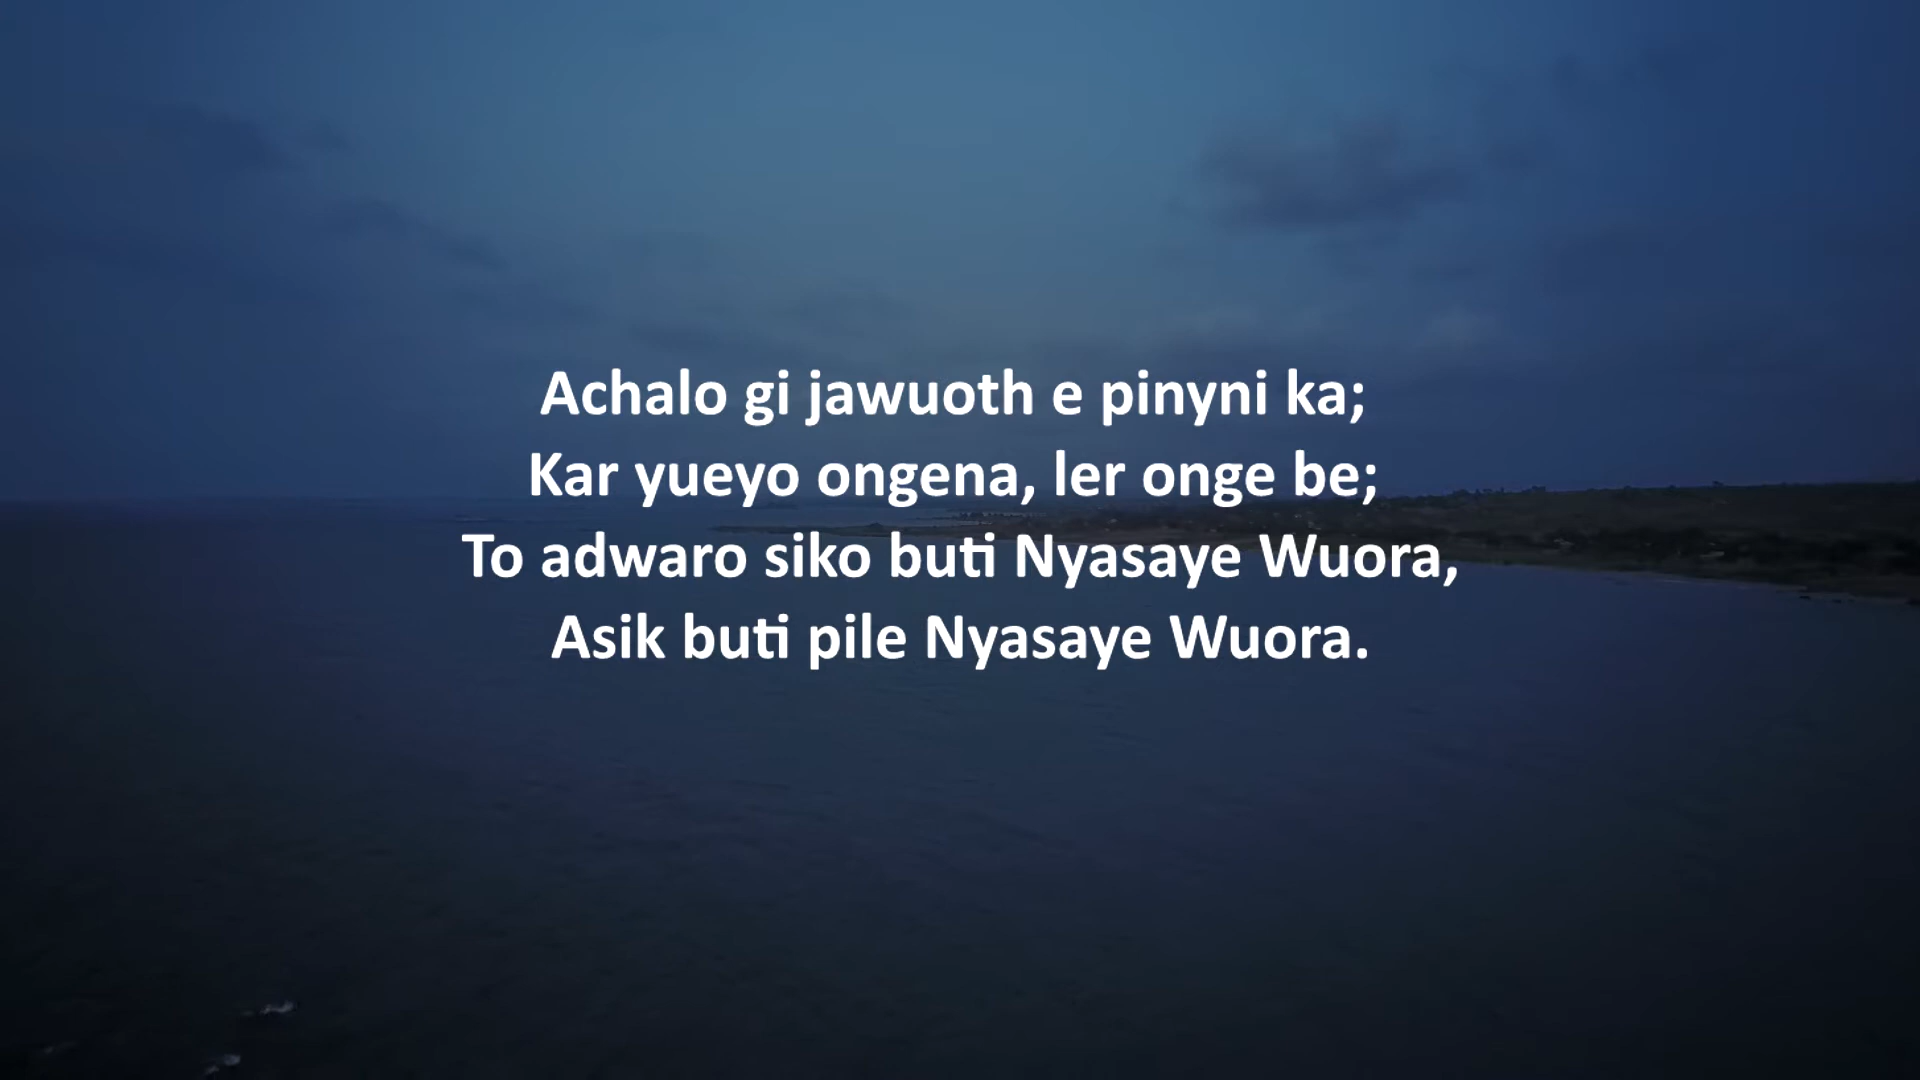 Achalo gi jawuoth e pinyni ka;
Kar yueyo ongena, ler onge be;
To adwaro siko buti Nyasaye Wuora,
Asik buti pile Nyasaye Wuora.